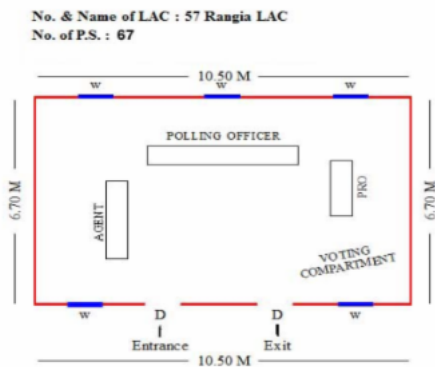 No. & Name of LAC : 57 Rangia LAC
No. of P.S. : 67
10.50 M
w w w
POLLING OFFICER
6.70 M
AGENT
PRO
6.70 M
VOTING
COMPARTMENT
w D D w
Entrance Exit
10.50 M